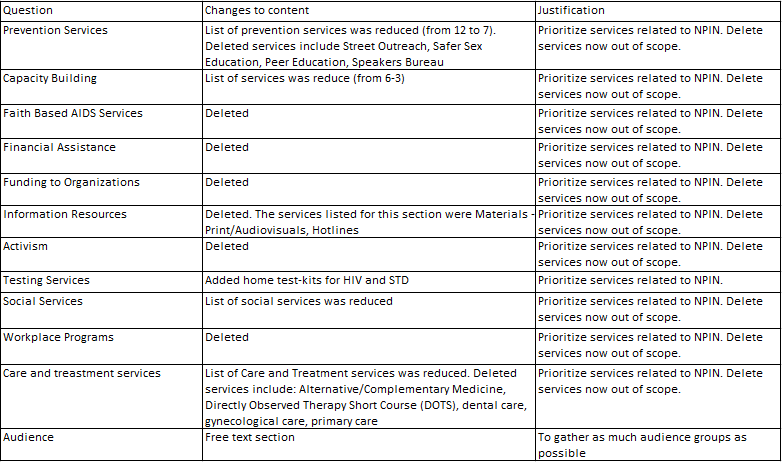 Question Changes to content Justification
Prevention Services List of prevention services was reduced (from 12 to 7). Prioritize services related to NPIN. Delete
Deleted services include Street Outreach, Safer Sex services now out of scope.
Education, Peer Education, Speakers Bureau
Capacity Building List of services was reduce (from 6-3) Prioritize services related to NPIN. Delete
services now out of scope.
Faith Based AIDS Services Deleted Prioritize services related to NPIN. Delete
services now out of scope.
Financial Assistance Deleted Prioritize services related to NPIN. Delete
services now out of scope.
Funding to Organizations Deleted Prioritize services related to NPIN. Delete
services now out of scope.
Information Resources Deleted. The services listed for this section were Materials - Prioritize services related to NPIN. Delete
Print/Audiovisuals, Hotlines services now out of scope.
Activism Deleted Prioritize services related to NPIN. Delete
services now out of scope.
Testing Services Added home test-kits for HIV and STD Prioritize services related to NPIN.
Social Services List of social services was reduced Prioritize services related to NPIN. Delete
services now out of scope.
Workplace Programs Deleted Prioritize services related to NPIN. Delete
services now out of scope.
Care and treastment services List of Care and Treatment services was reduced. Deleted Prioritize services related to NPIN. Delete
services include: Alternative/Complementary Medicine, services now out of scope.
Directly Observed Therapy Short Course (DOTS), dental care,
gynecological care, primary care
Audience Free text section To gather as much audience groups as
possible